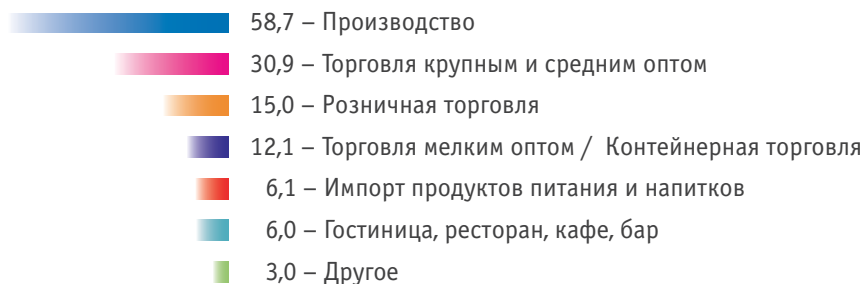 58,7 – Производство
30,9 – Торговля крупным и средним оптом
15,0 – Розничная торговля
12,1 – Торговля мелким оптом / Контейнерная торговля
6,1 – Импорт продуктов питания и напитков
6,0 – Гостиница, ресторан, кафе, бар
3,0 – Другое